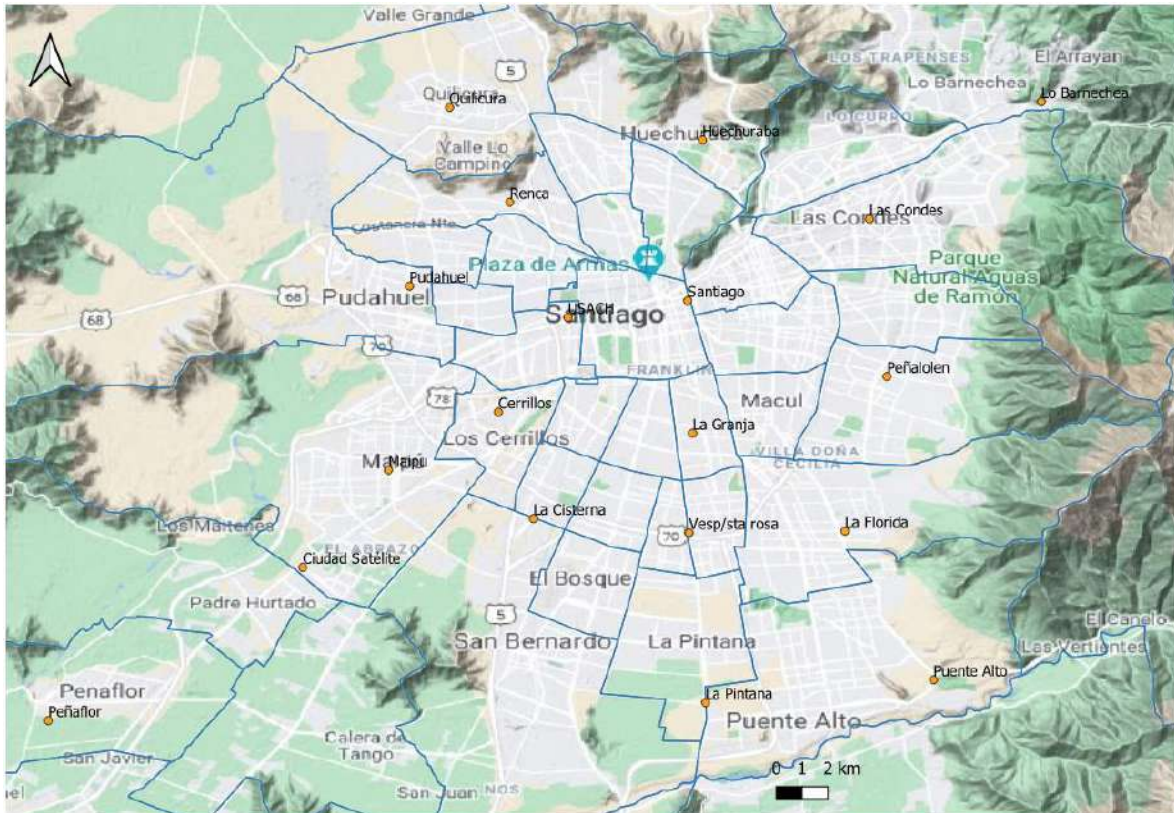 Valle Grande
5
LOS TRAPENSES
El Arrayan
Lo Barnechea
Lo Barnechea
Quilicura
Quilicura
LO CURRO
Huechuraba
Huechuraba
Valle Lo
Campino
Renca
Las Condes
Las Condes
Costanera Nte
Plaza de Armas
Parque
Natural Aguas
de Ramón
Pudahuel
Pudahuel
68
68
Santiago
USACH
Santiago
70
FRANKLIN
Peñalolen
78
Cerrillos
Macul
Los Cerrillos
La Granja
VILLA DOÑA
CECILIA
Maipu
Los Maitenes
La Cisterna
Vesp/sta rosa
70
La Florida
EL ABRAZO
Ciudad Satélite
El Bosque
Padre Hurtado
5
San Bernardo
La Pintana
El Canelo
Las Vertientes
Puente Alto
Penaflor
Peñaflor
La Pintana
Puente Alto
Calera de
Tango
San Javier
San Juan
NOS
0 1 2 km